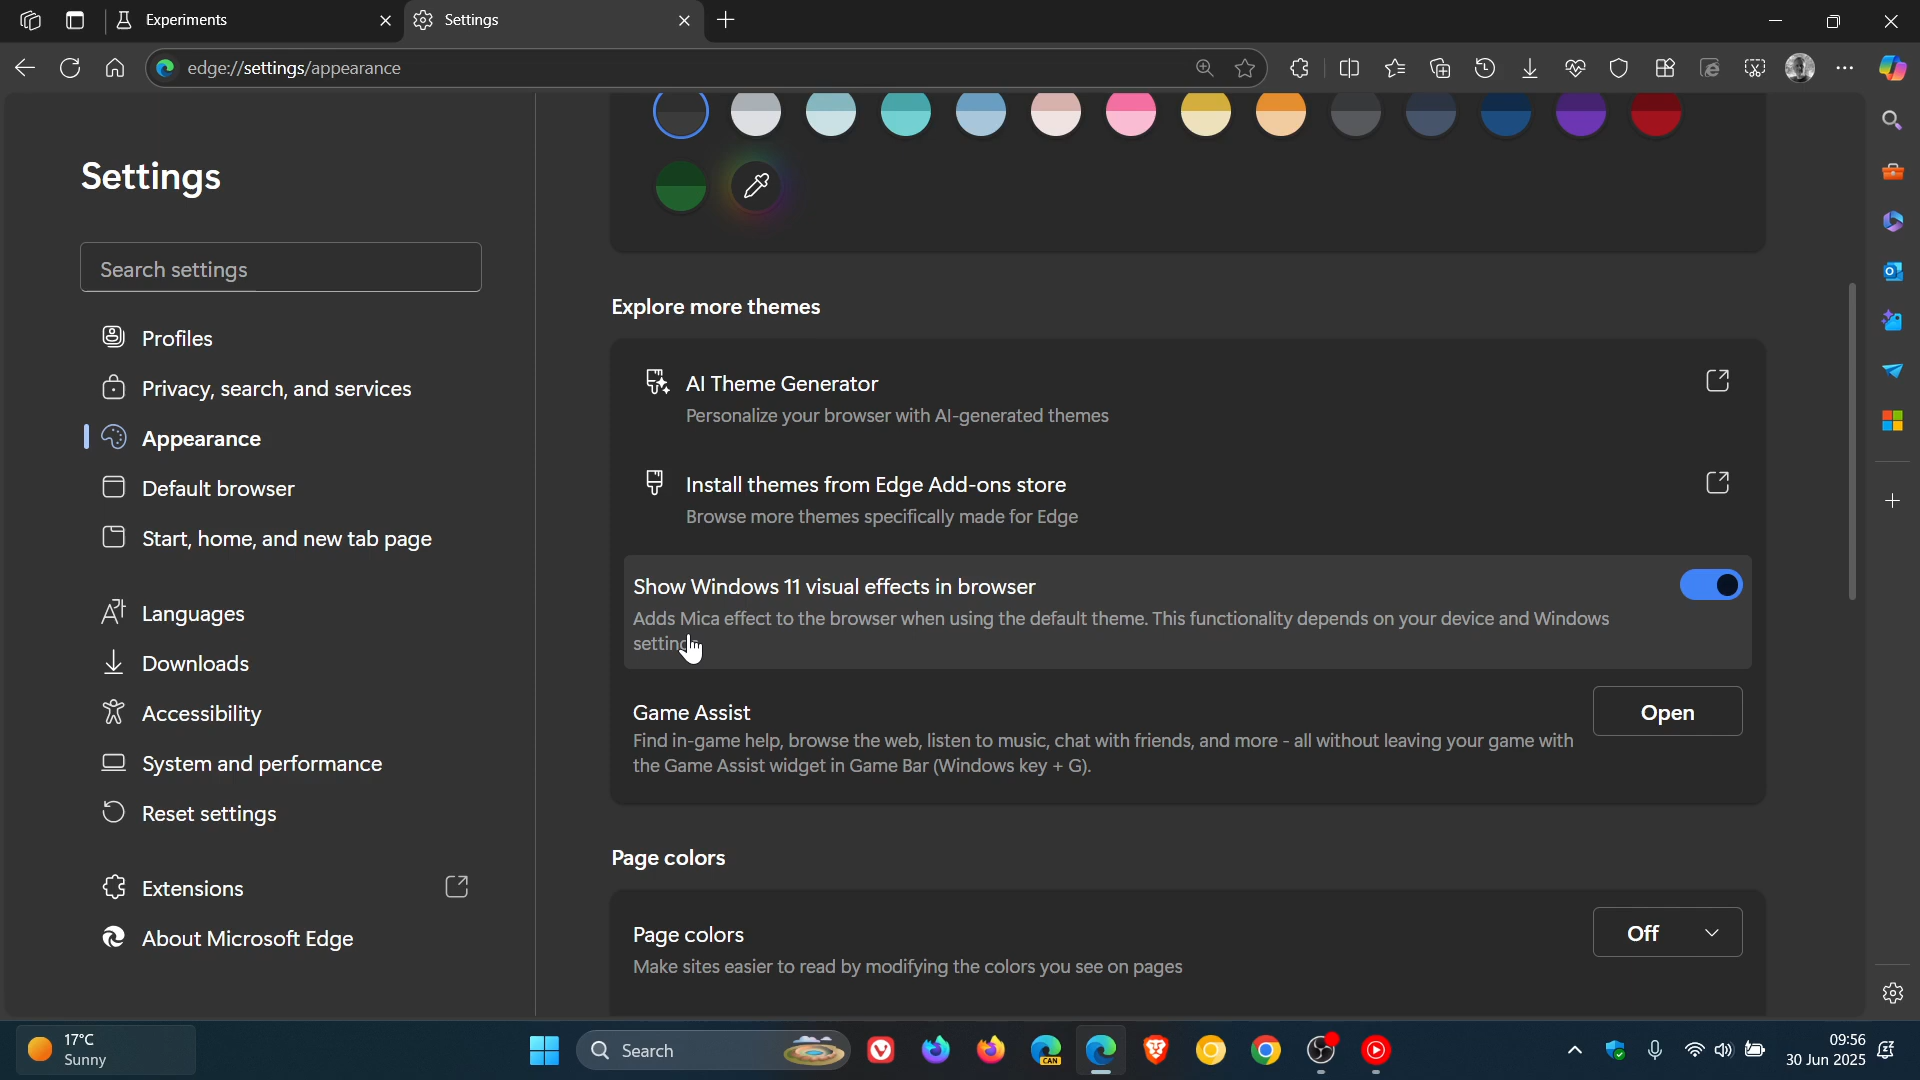 Experiments
Settings
edge://settings/appearance
Settings
Search settings
Profiles
Privacy, search, and services
Appearance
Default browser
Start, home, and new tab page
Languages
Downloads
Accessibility
System and performance
Reset settings
Extensions
About Microsoft Edge
Explore more themes
AI Theme Generator
Personalize your browser with AI-generated themes
Install themes from Edge Add-ons store
Browse more themes specifically made for Edge
Show Windows 11 visual effects in browser
Adds Mica effect to the browser when using the default theme. This functionality depends on your device and Windows
Game Assist
Open
Find in-game help, browse the web, listen to music, chat with friends, and more - all without leaving your game with
the Game Assist widget in Game Bar (Windows key + G).
Page colors
Page colors
Off
Make sites easier to read by modifying the colors you see on pages
17°C
Sunny
Search
CAN
09:56
30 Jun 2025